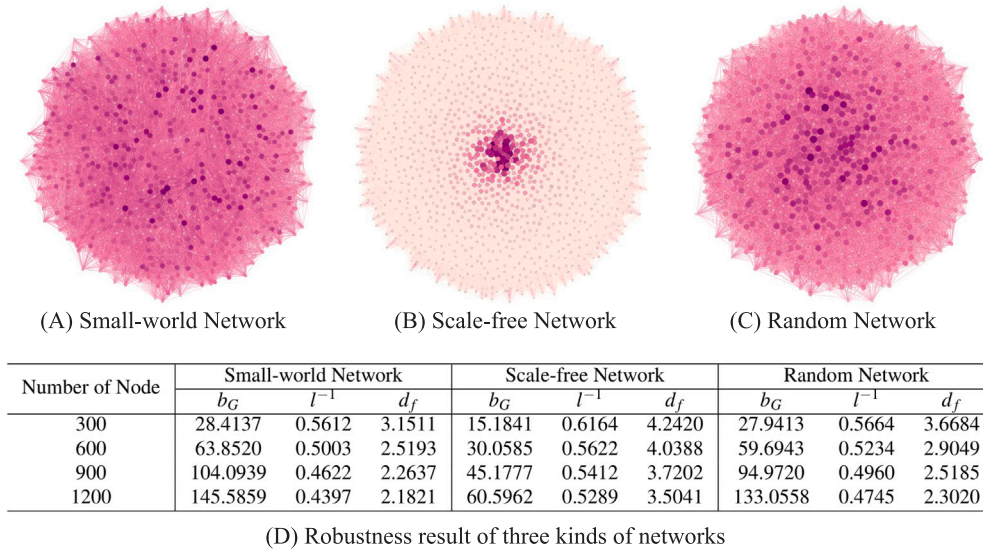 (A) Small-world Network (B) Scale-free Network (C) Random Network
Number of Node Small-world Network Scale-free Network Random Network
b_G l^{-1} d_f b_G l^{-1} d_f b_G l^{-1} d_f
300 28.4137 0.5612 3.1511 15.1841 0.6164 4.2420 27.9413 0.5664 3.6684
600 63.8520 0.5003 2.5193 30.0585 0.5622 4.0388 59.6943 0.5234 2.9049
900 104.0939 0.4622 2.2637 45.1777 0.5412 3.7202 94.9720 0.4960 2.5185
1200 145.5859 0.4397 2.1821 60.5962 0.5289 3.5041 133.0558 0.4745 2.3020
(D) Robustness result of three kinds of networks